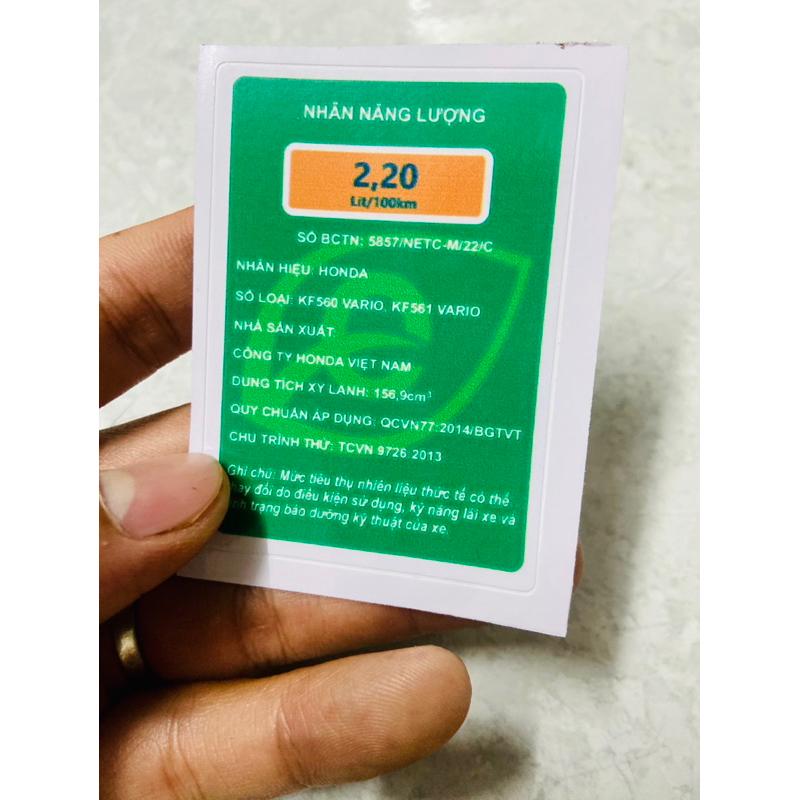 NHÃN NĂNG LƯỢNG
2,20
Lít/100km
SỐ BCTN: 5857/NETC-M/22/C
NHÃN HIỆU: HONDA
SỐ LOẠI: KF560 VARIO, KF561 VARIO
NHÀ SẢN XUẤT:
CÔNG TY HONDA VIỆT NAM
DUNG TÍCH XY LANH: 156,9cm³
QUY CHUẨN ÁP DỤNG: QCVN77:2014/BGTVT
CHU TRÌNH THỬ: TCVN 9726:2013
Ghi chú: Mức tiêu thụ nhiên liệu thức tế có thể
đổi do điều kiện sử dụng, kỹ năng lái xe và
trạng bảo dưỡng kỹ thuật của xe.